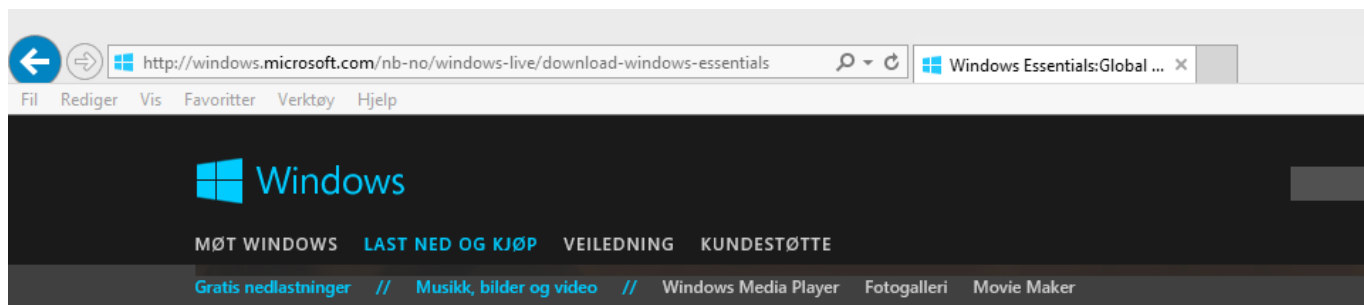 http://windows.microsoft.com/nb-no/windows-live/download-windows-essentials Windows Essentials:Global ...
Fil Rediger Vis Favoritter Verktøy Hjelp
Windows
MØT WINDOWS LAST NED OG KJØP VEILEDNING KUNDESTØTTE
Gratis nedlastninger // Musikk, bilder og video // Windows Media Player Fotogalleri Movie Maker